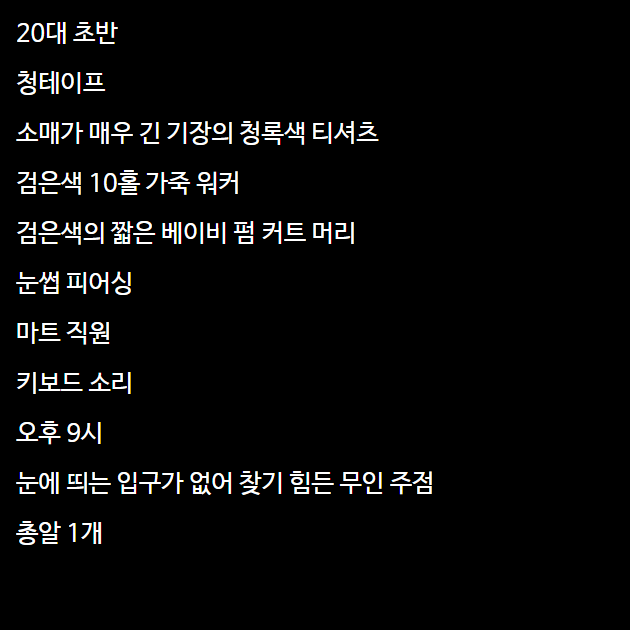 20대 초반
청테이프
소매가 매우 긴 기장의 청록색 티셔츠
검은색 10홀 가죽 워커
검은색의 짧은 베이비 펌 커트 머리
눈썹 피어싱
마트 직원
키보드 소리
오후 9시
눈에 띄는 입구가 없어 찾기 힘든 무인 주점
총알 1개